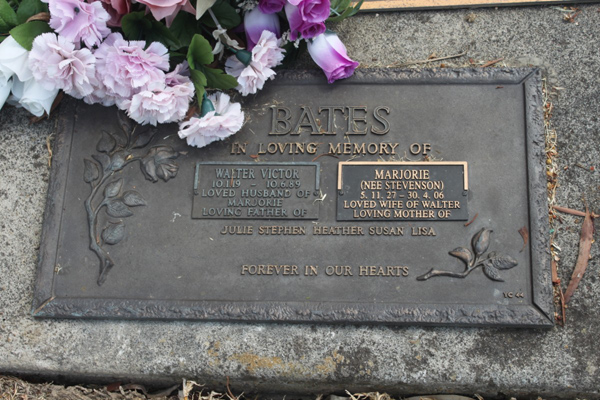 BATES
IN LOVING MEMORY OF
WALTER VICTOR
10.1.19 - 10.6.89
LOVED HUSBAND OF
MARJORIE
LOVING FATHER OF
MARJORIE
(NEE STEVENSON)
5. 11. 27 - 30. 4. 06
LOVED WIFE OF WALTER
LOVING MOTHER OF
JULIE STEPHEN HEATHER SUSAN LISA
FOREVER IN OUR HEARTS